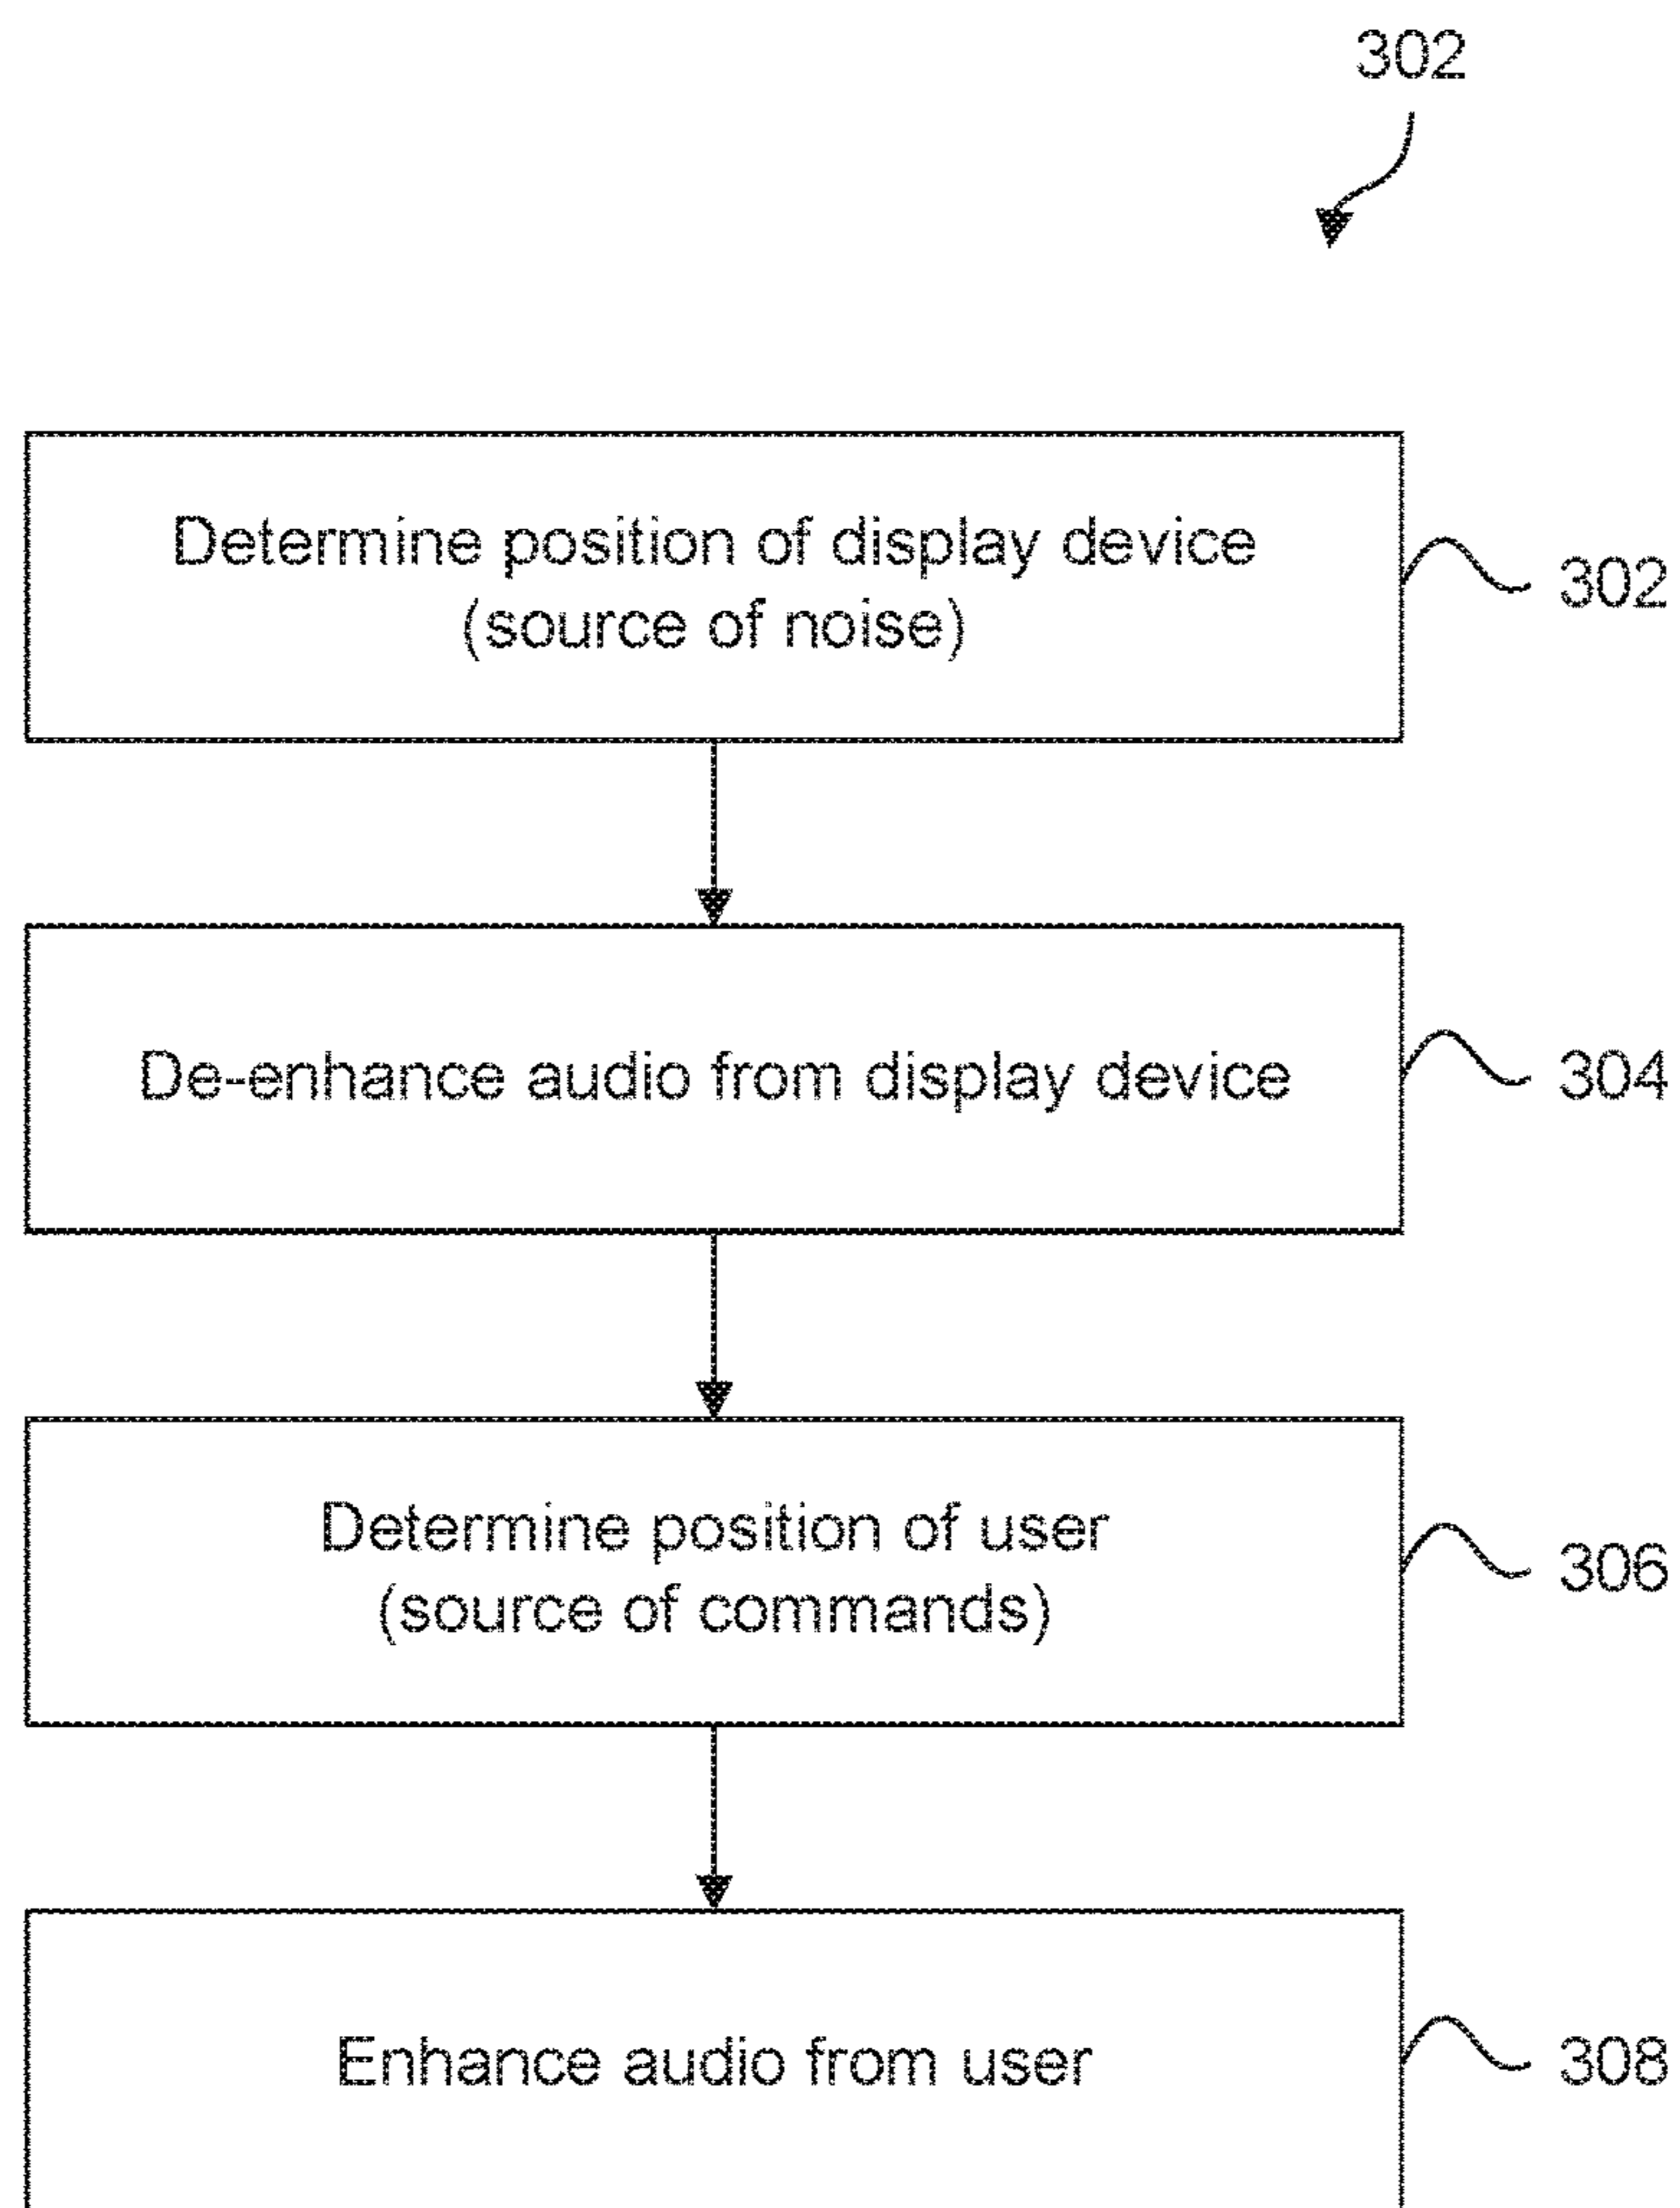 302
Determine position of display device
(source of noise)
302
De-enhance audio from display device
304
Determine position of user
(source of commands)
306
Enhance audio from user
308